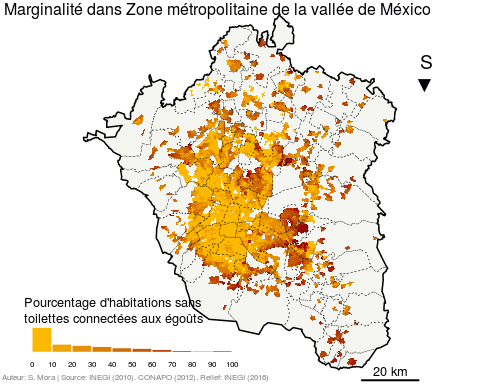 Marginalité dans Zone métropolitaine de la vallée de México
S
Pourcentage d'habitations sans
toilettes connectées aux égoûts
0 10 20 30 40 50 60 70 80 90 100
20 km
Auteur: S. Mora | Source: INEGI (2010), CONAPO (2012), Relief: INEGI (2016)